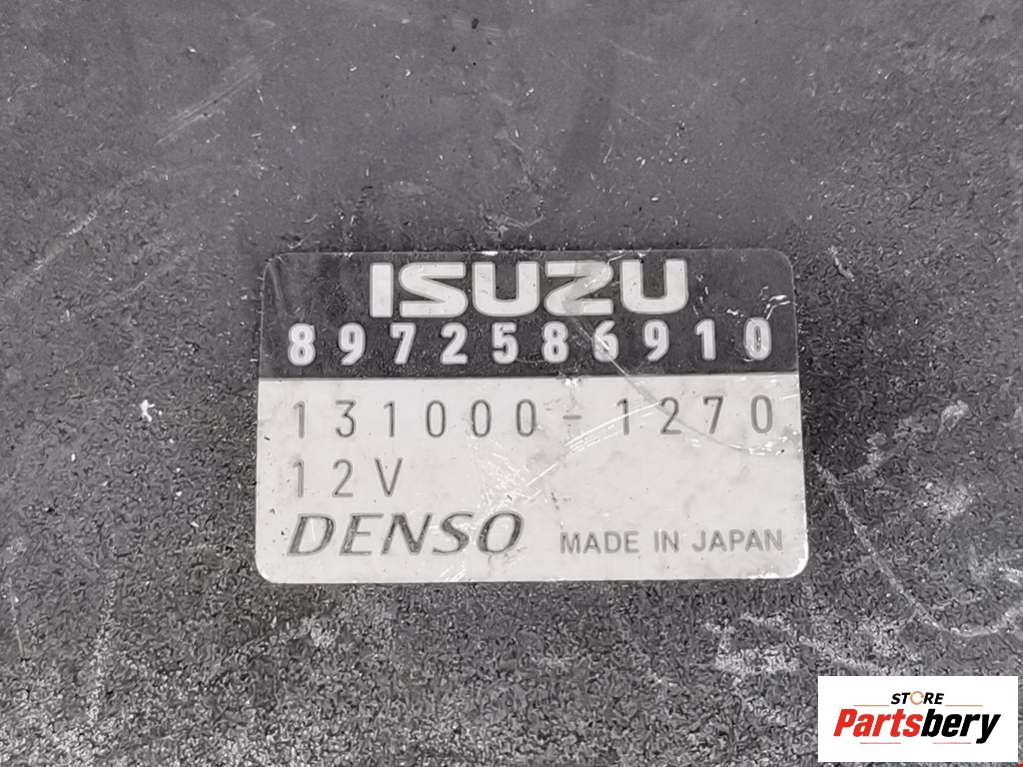 ISUZU
8972586910
131000-1270
12V
DENSO MADE IN JAPAN
STORE
Partsbery